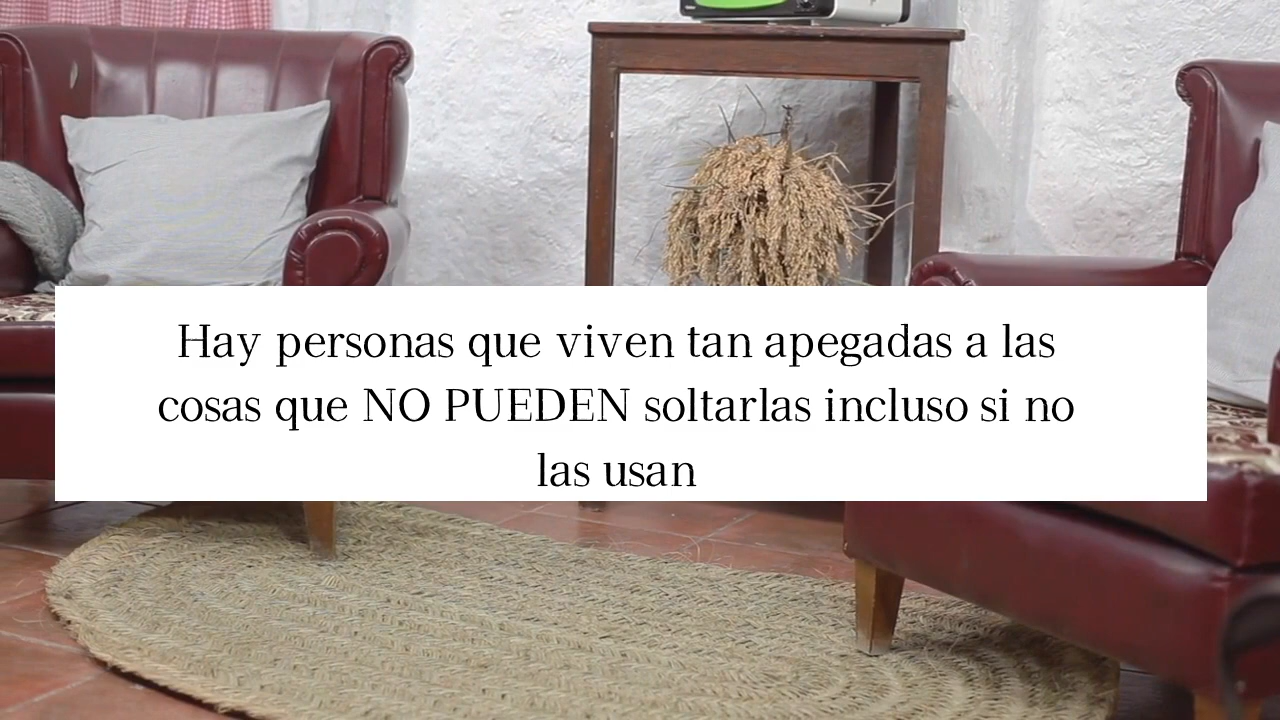 Hay personas que viven tan apegadas a las
cosas que NO PUEDEN soltarlas incluso si no
las usan